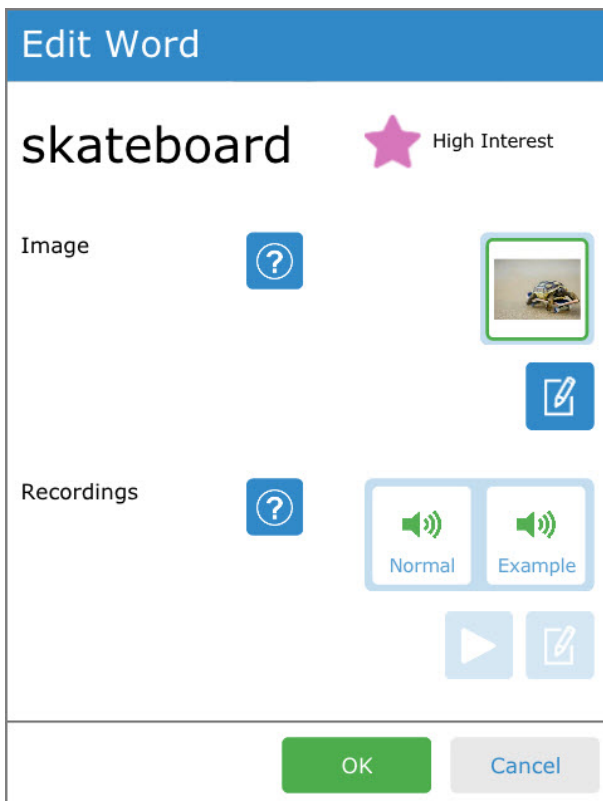 Edit Word
skateboard
High Interest
Image
?
Recordings
?
Normal
Example
OK
Cancel